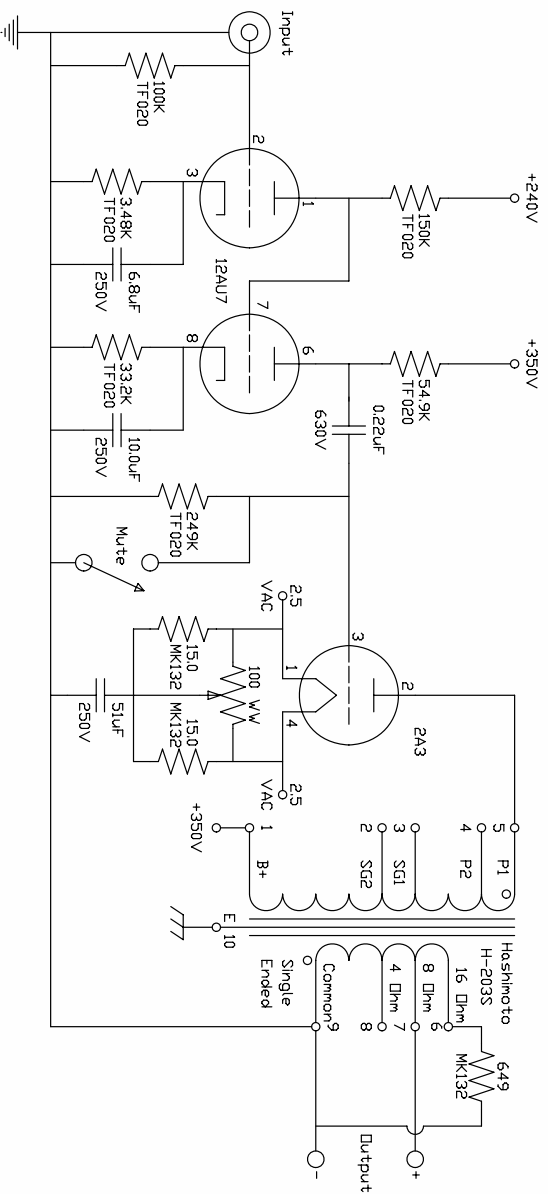 Input
100K
TF020
2
3
1
3.48K
TF020
6.8uF
250V
150K
TF020
+240V
12AU7
7
8
6
33.2K
TF020
10.0uF
250V
54.9K
TF020
+350V
0.22uF
630V
249K
TF020
Mute
2.5
VAC
15.0
MK132
100 WW
15.0
MK132
2.5
VAC
51uF
250V
3
1
4
2
2A3
+350V
1
B+
2
SG2
3
SG1
4
P2
5
P1
E
10
Hashimoto
H-203S
16 Ohm
6
8 Ohm
7
4 Ohm
8
Common
9
Single
Ended
649
MK132
Output
+
-